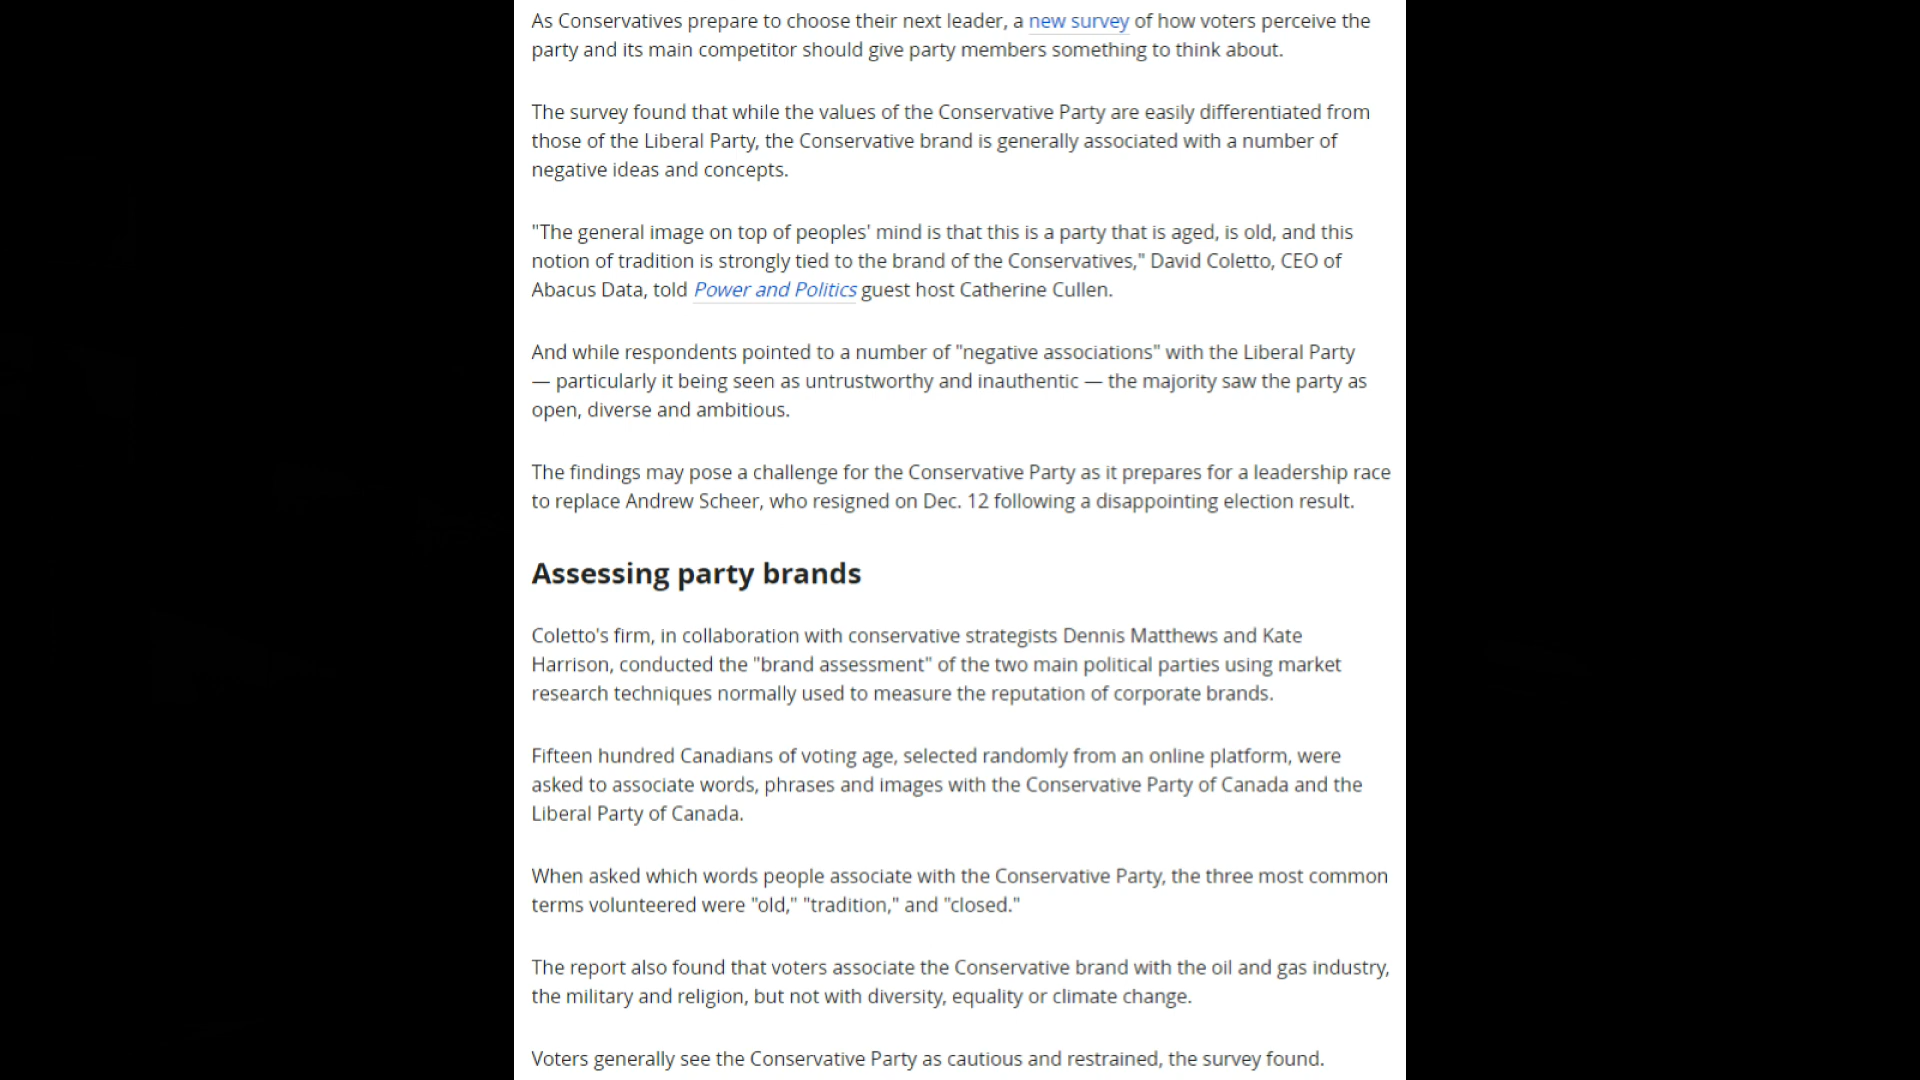 As Conservatives prepare to choose their next leader, a new survey of how voters perceive the
party and its main competitor should give party members something to think about.
The survey found that while the values of the Conservative Party are easily differentiated from
those of the Liberal Party, the Conservative brand is generally associated with a number of
negative ideas and concepts.
"The general image on top of peoples' mind is that this is a party that is aged, is old, and this
notion of tradition is strongly tied to the brand of the Conservatives," David Coletto, CEO of
Abacus Data, told Power and Politics guest host Catherine Cullen.
And while respondents pointed to a number of "negative associations" with the Liberal Party
— particularly it being seen as untrustworthy and inauthentic — the majority saw the party as
open, diverse and ambitious.
The findings may pose a challenge for the Conservative Party as it prepares for a leadership race
to replace Andrew Scheer, who resigned on Dec. 12 following a disappointing election result.
Assessing party brands
Coletto's firm, in collaboration with conservative strategists Dennis Matthews and Kate
Harrison, conducted the "brand assessment" of the two main political parties using market
research techniques normally used to measure the reputation of corporate brands.
Fifteen hundred Canadians of voting age, selected randomly from an online platform, were
asked to associate words, phrases and images with the Conservative Party of Canada and the
Liberal Party of Canada.
When asked which words people associate with the Conservative Party, the three most common
terms volunteered were "old," "tradition," and "closed."
The report also found that voters associate the Conservative brand with the oil and gas industry,
the military and religion, but not with diversity, equality or climate change.
Voters generally see the Conservative Party as cautious and restrained, the survey found.